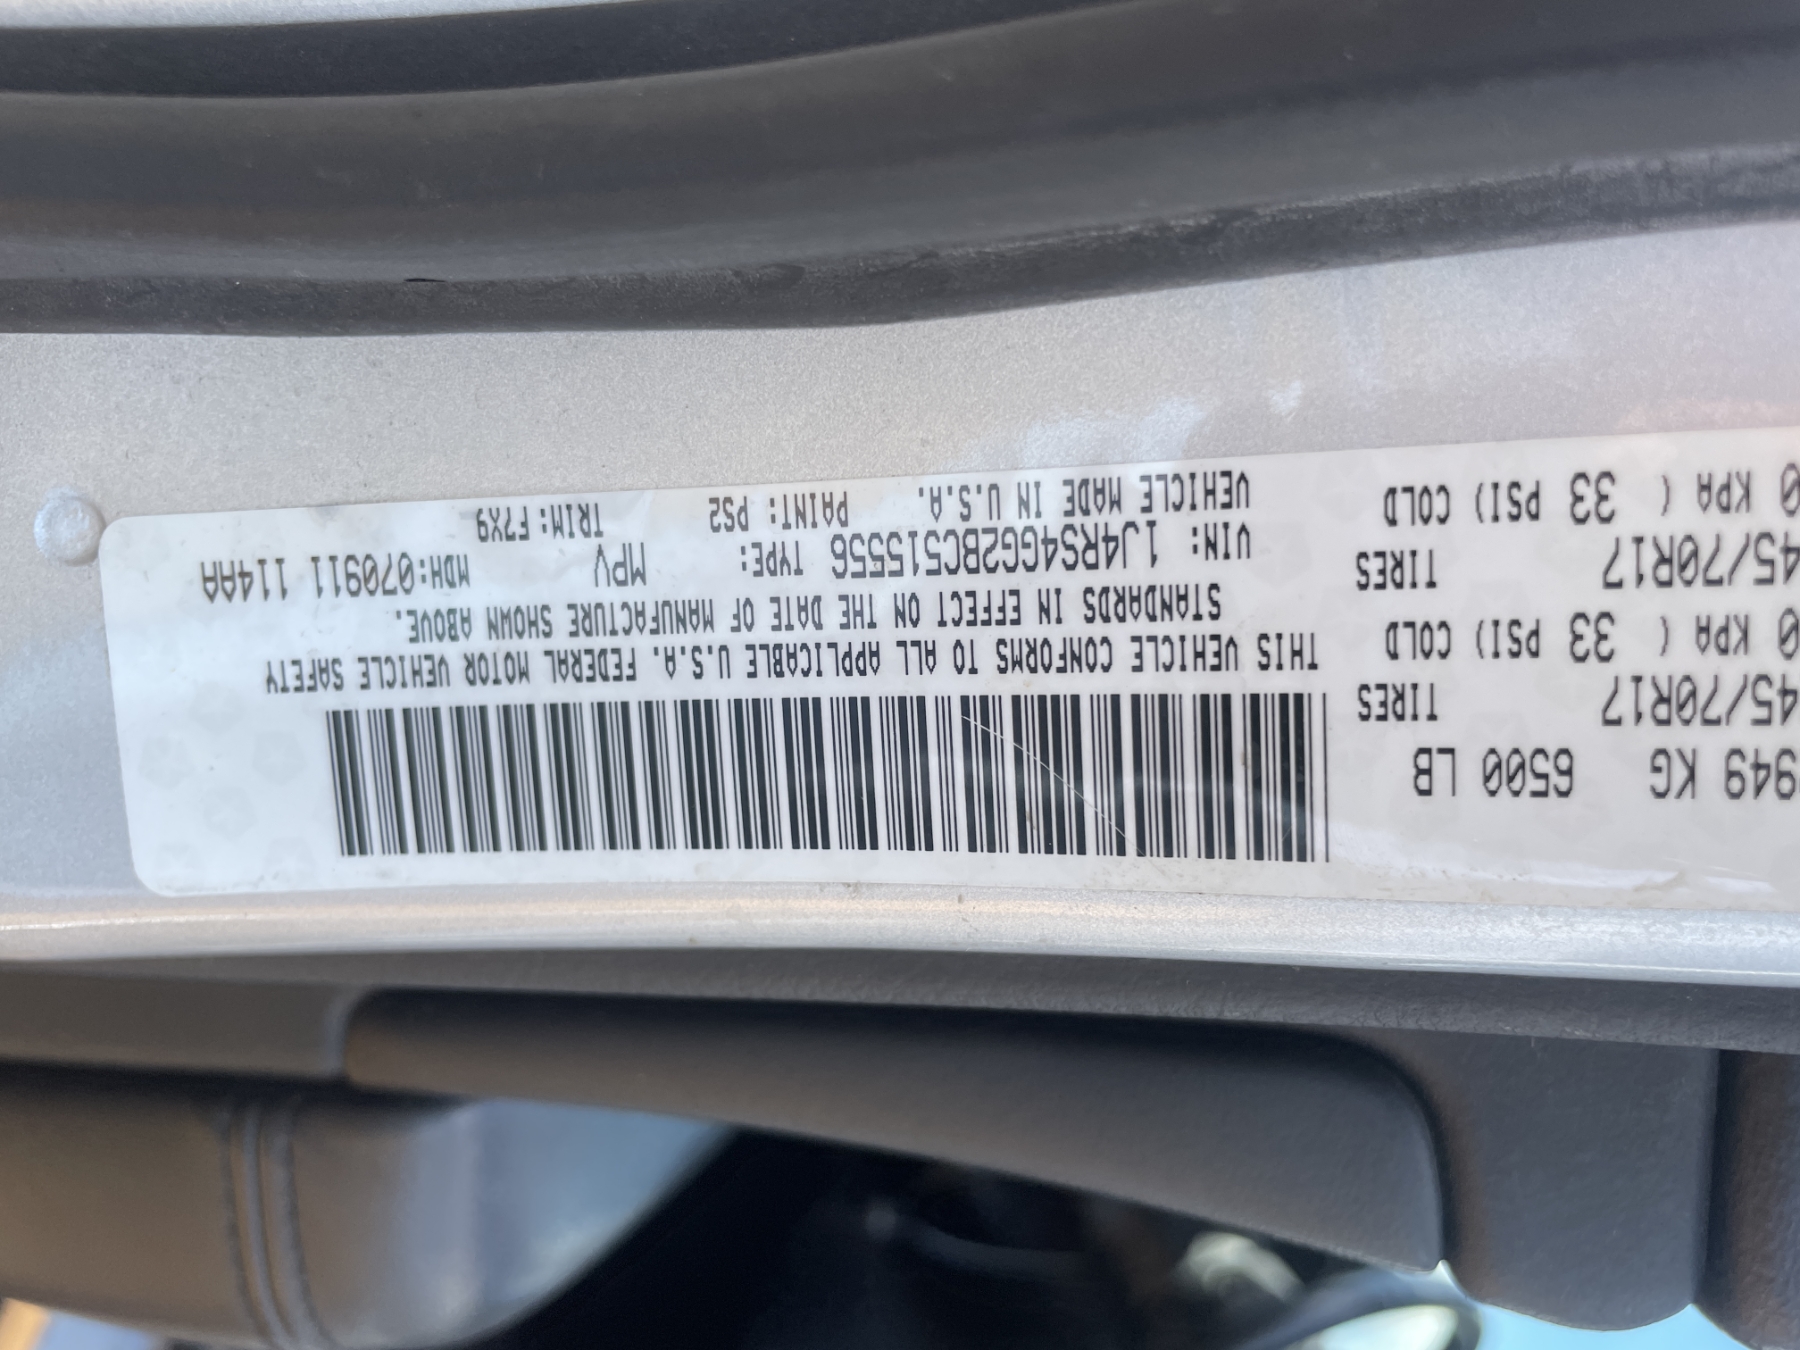 949 KG 6500 LB
45/70R17 TIRES
0 KPA ( 33 PSI) COLD
45/70R17 TIRES
0 KPA ( 33 PSI) COLD
THIS VEHICLE CONFORMS TO ALL APPLICABLE U.S.A. FEDERAL MOTOR VEHICLE SAFETY
STANDARDS IN EFFECT ON THE DATE OF MANUFACTURE SHOWN ABOVE.
VIN: 1J4RS4GG2BC515556 TYPE: MPV MDH:070911 114AA
VEHICLE MADE IN U.S.A. PAINT: PS2 TRIM: F7X9